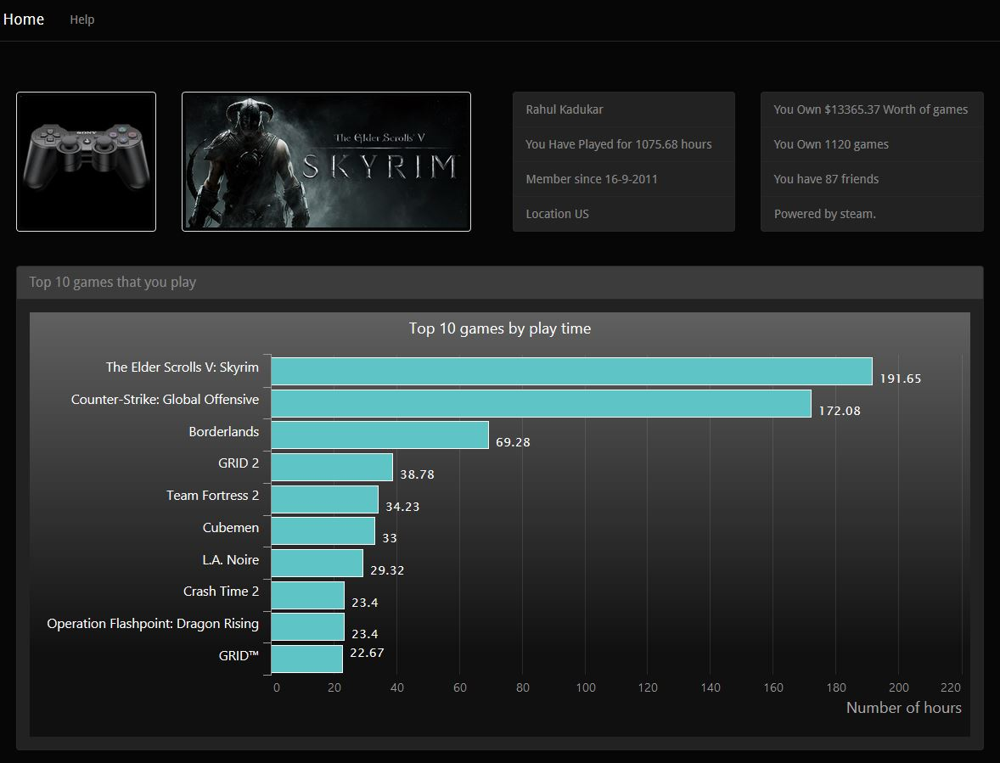 Home
Help
SONY
The Elder Scrolls V
SKYRIM
Rahul Kadukar
You Have Played for 1075.68 hours
Member since 16-9-2011
Location US
You Own $13365.37 Worth of games
You Own 1120 games
You have 87 friends
Powered by steam.
Top 10 games that you play
Top 10 games by play time
The Elder Scrolls V: Skyrim 191.65
Counter-Strike: Global Offensive 172.08
Borderlands 69.28
GRID 2 38.78
Team Fortress 2 34.23
Cubemen 33
L.A. Noire 29.32
Crash Time 2 23.4
Operation Flashpoint: Dragon Rising 23.4
GRID™ 22.67
0 20 40 60 80 100 120 140 160 180 200 220
Number of hours